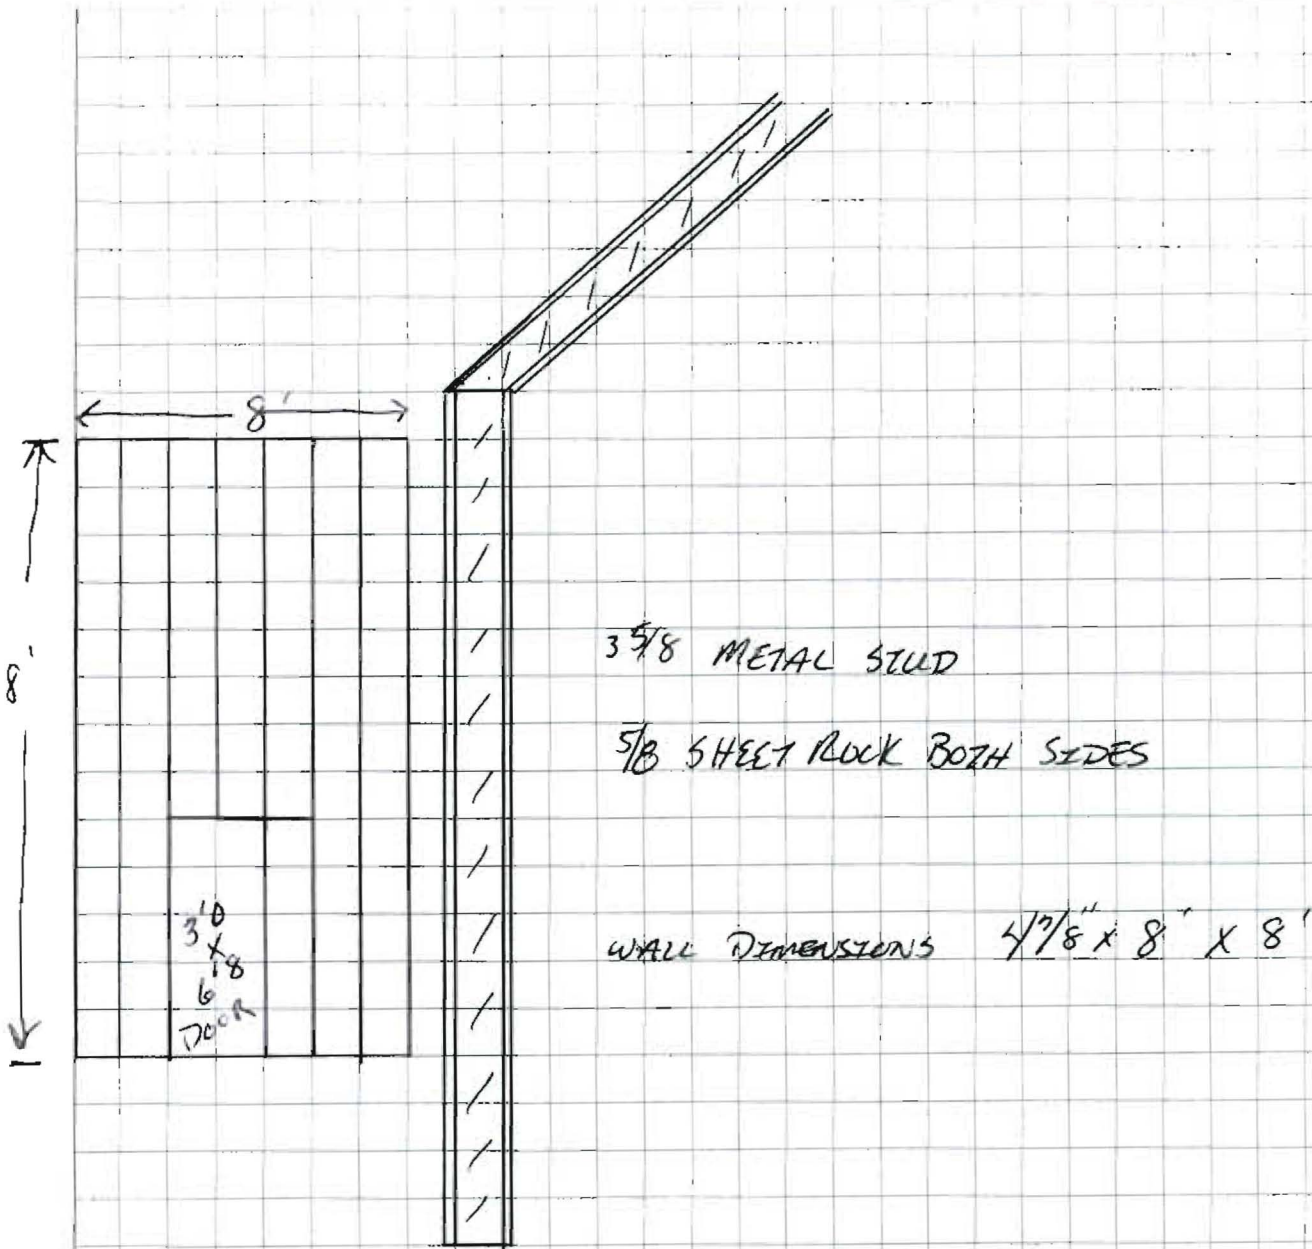 8'
8'
3 5/8 METAL STUD
5/8 SHEET ROCK BOTH SIDES
3'0
X
6'8
DOOR
WALL DIMENSIONS 4 7/8" X 8' X 8'